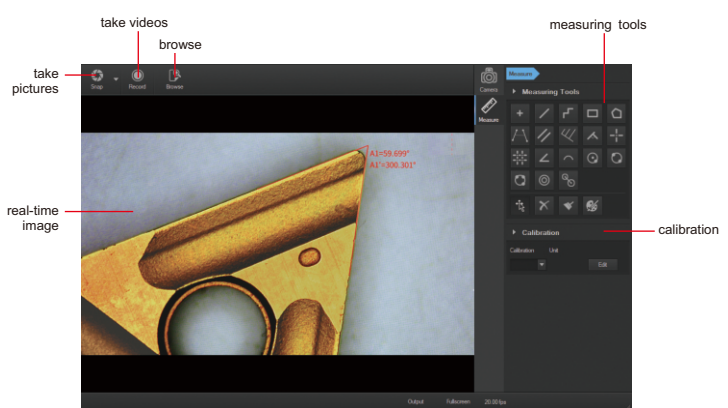 take videos
measuring tools
browse
take
pictures
Snap
Record
Browse
Camera
Measure
Measuring Tools
Measure
A1=59.699°
A1'=300.301°
real-time
image
Calibration
calibration
Calibration Unit
Edit
Output Fullscreen 20.00 fps